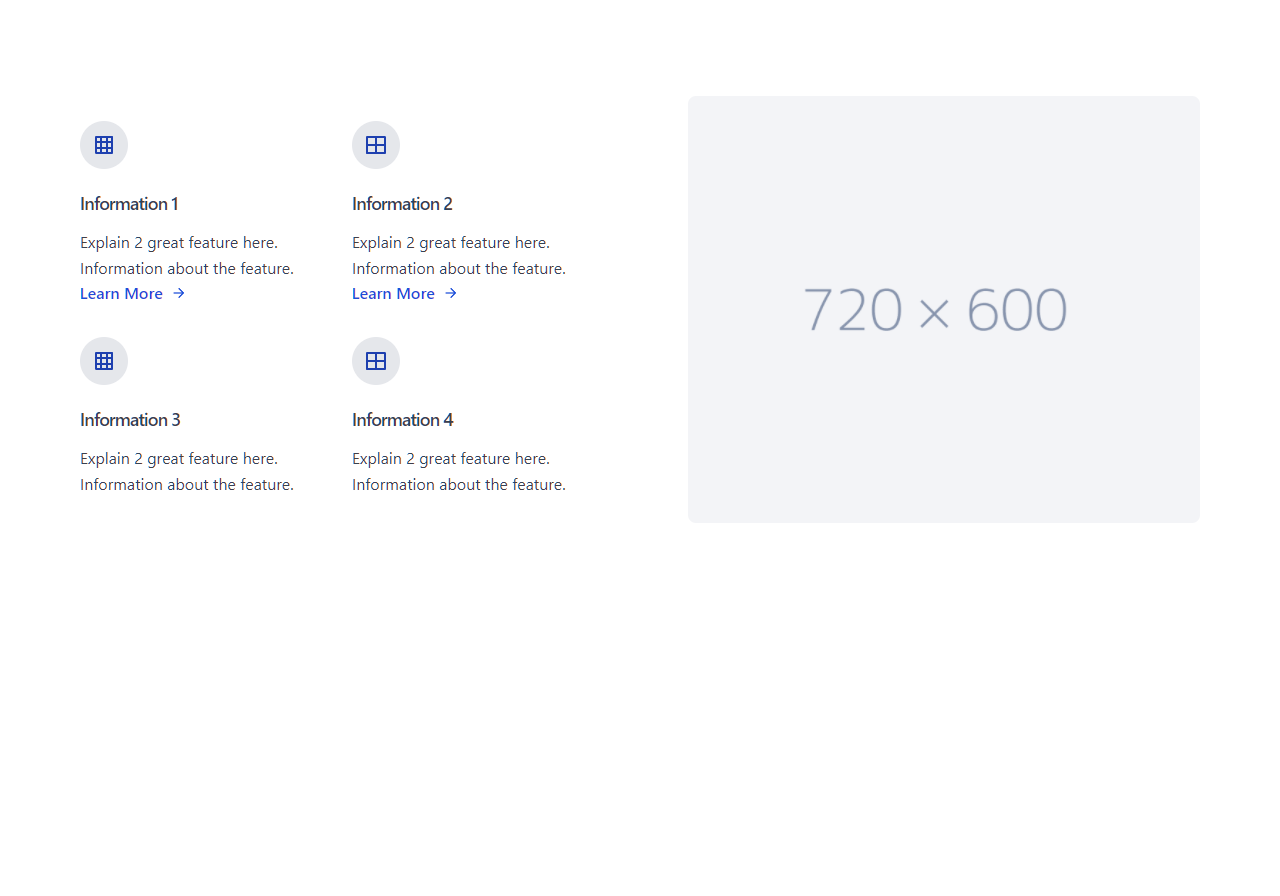 Information 1
Explain 2 great feature here.
Information about the feature.
Learn More
Information 2
Explain 2 great feature here.
Information about the feature.
Learn More
Information 3
Explain 2 great feature here.
Information about the feature.
Information 4
Explain 2 great feature here.
Information about the feature.
720 × 600